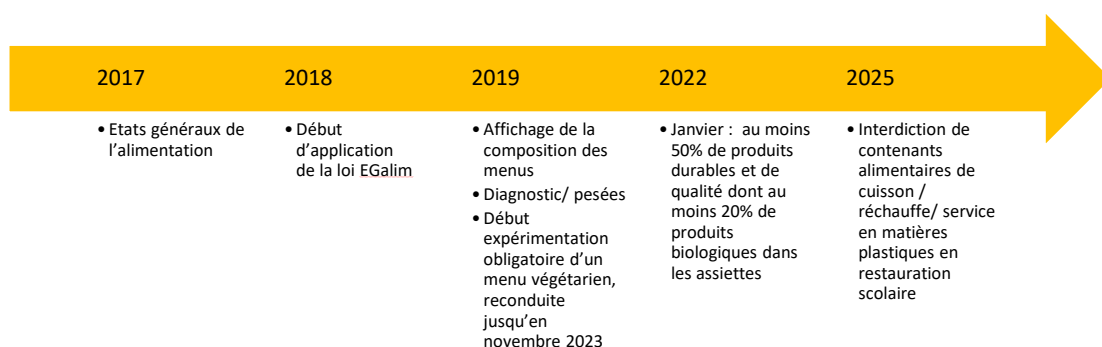 2017
• Etats généraux de
l'alimentation
2018
• Début
d'application
de la loi EGalim
2019
• Affichage de la
composition des
menus
• Diagnostic/ pesées
• Début
expérimentation
obligatoire d'un
menu végétarien,
reconduite
jusqu'en
novembre 2023
2022
• Janvier :  au moins
50% de produits
durables et de
qualité dont au
moins 20% de
produits
biologiques dans
les assiettes
2025
• Interdiction de
contenants
alimentaires de
cuisson /
réchauffe/ service
en matières
plastiques en
restauration
scolaire